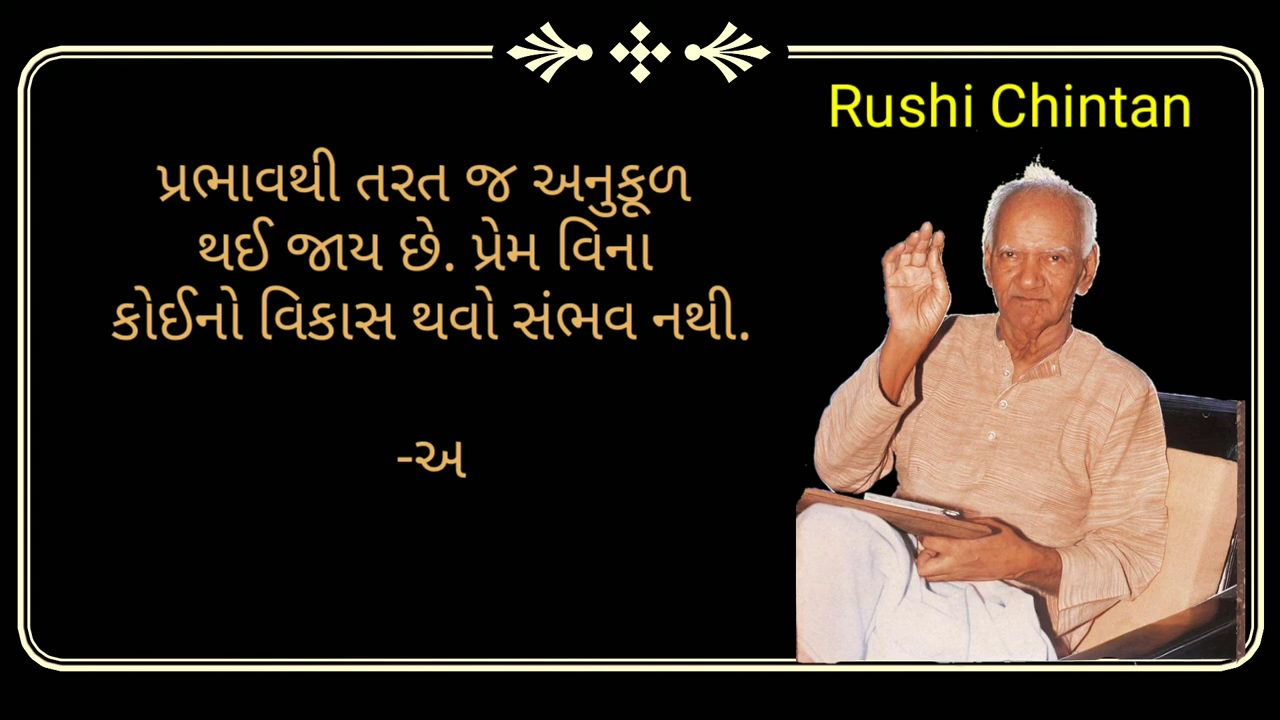 Rushi Chintan
પ્રભાવથી તરત જ અનુકૂળ
થઈ જાય છે. પ્રેમ વિના
કોઈનો વિકાસ થવો સંભવ નથી.
-અ